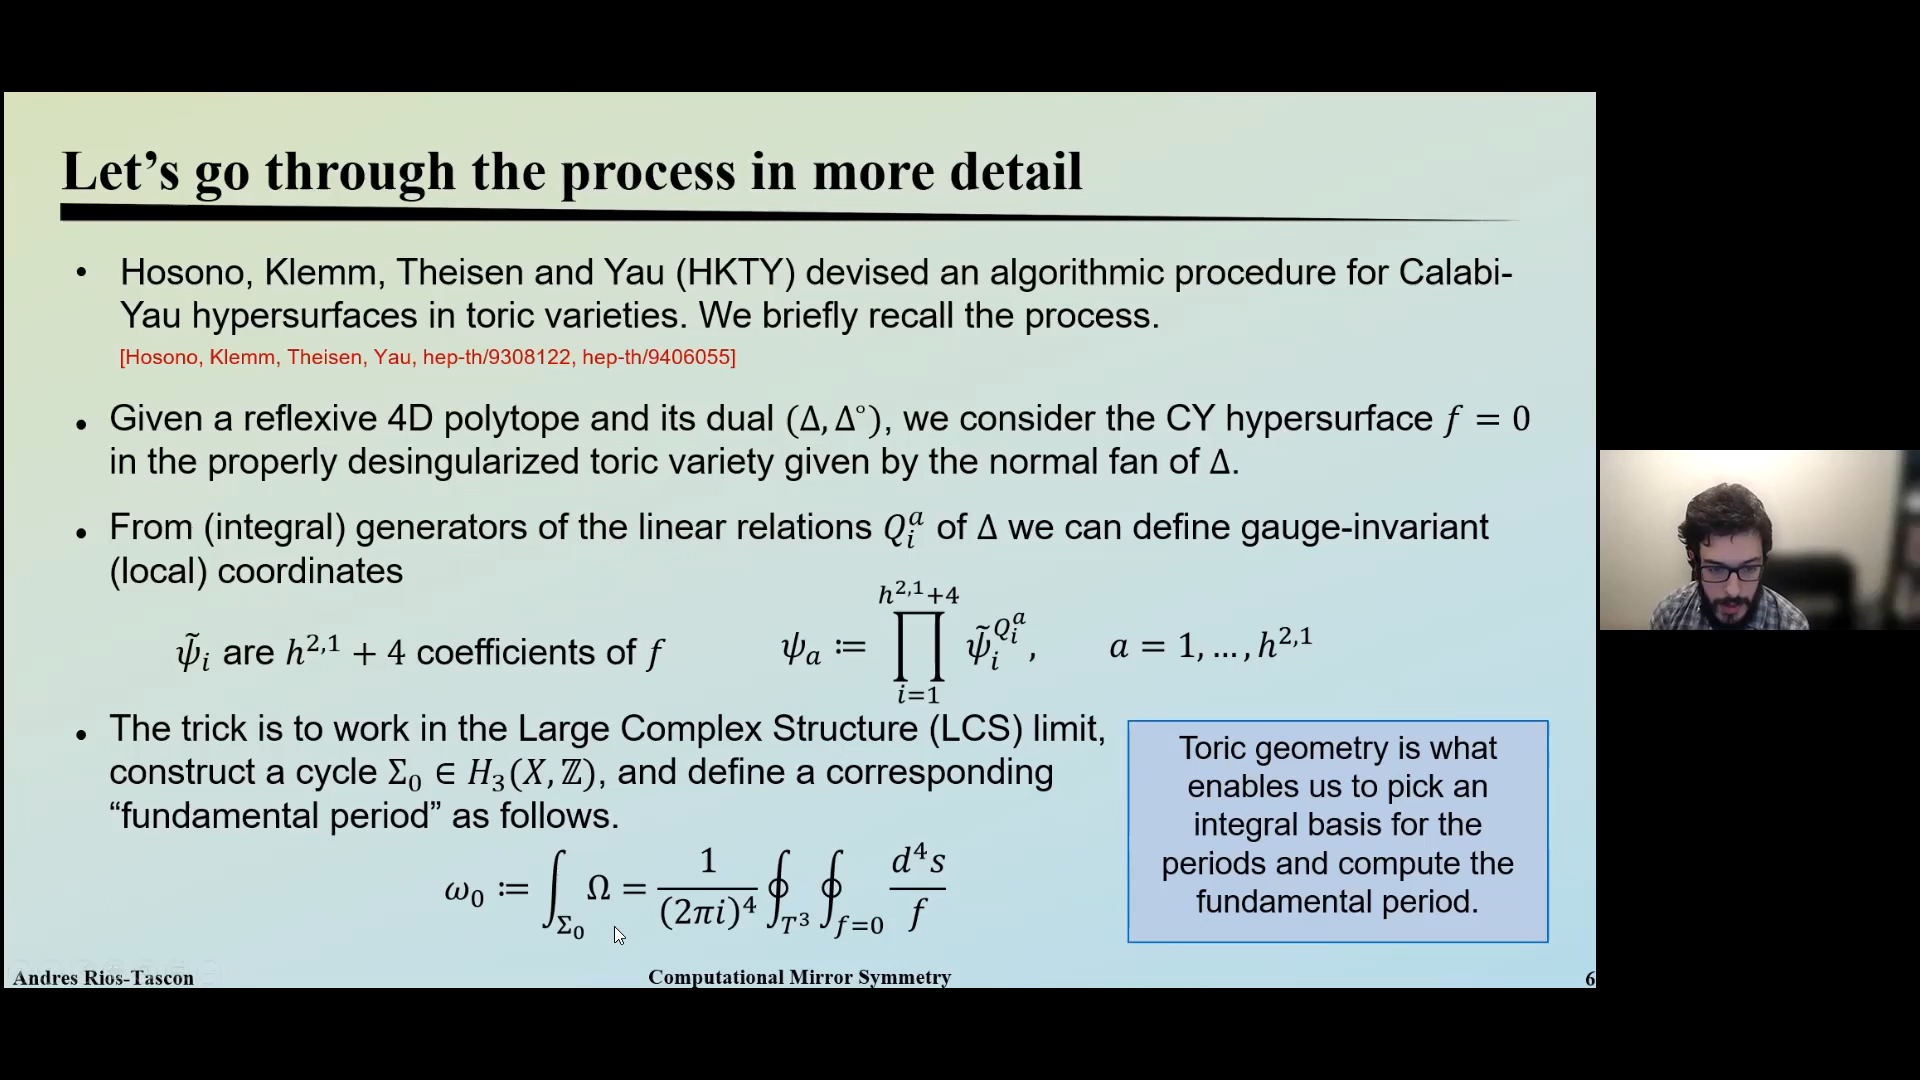 Let’s go through the process in more detail
• Hosono, Klemm, Theisen and Yau (HKTY) devised an algorithmic procedure for Calabi-
Yau hypersurfaces in toric varieties. We briefly recall the process.
[Hosono, Klemm, Theisen, Yau, hep-th/9308122, hep-th/9406055]
• Given a reflexive 4D polytope and its dual (Δ, Δ°), we consider the CY hypersurface f = 0
in the properly desingularized toric variety given by the normal fan of Δ.
• From (integral) generators of the linear relations Q_i^a of Δ we can define gauge-invariant
(local) coordinates
ψ̃_i are h^{2,1} + 4 coefficients of f    ψ_a ≔ ∏_{i=1}^{h^{2,1}+4} ψ̃_i^{Q_i^a},    a = 1, …, h^{2,1}
• The trick is to work in the Large Complex Structure (LCS) limit,
construct a cycle Σ_0 ∈ H_3(X, ℤ), and define a corresponding
“fundamental period” as follows.
ω_0 ≔ ∫_{Σ_0} Ω = 1/(2πi)^4 ∮_{T^3} ∮_{f=0} d^4s/f
Toric geometry is what
enables us to pick an
integral basis for the
periods and compute the
fundamental period.
Andres Rios-Tascon
Computational Mirror Symmetry
6